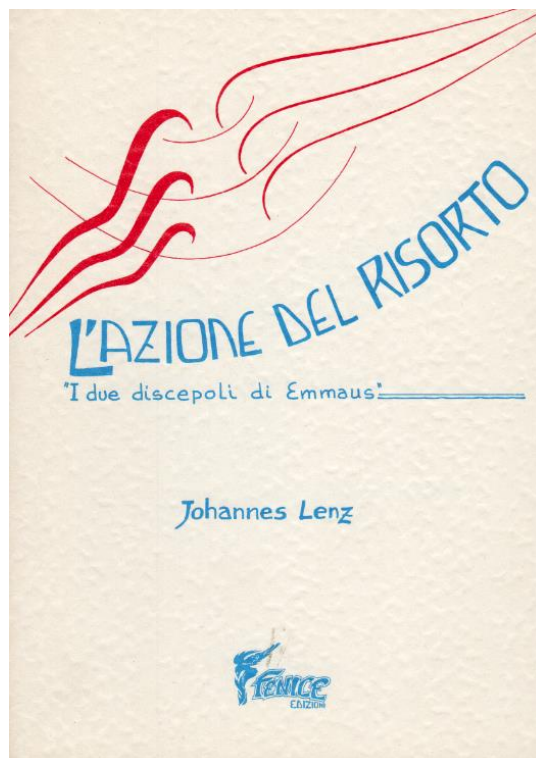 L'AZIONE DEL RISORTO
"I due discepoli di Emmaus"
Johannes Lenz
FENICE
EDIZIONI